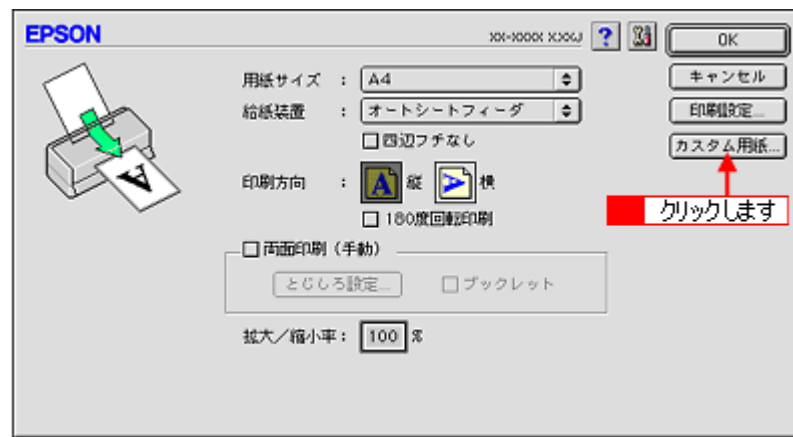 EPSON
XX-XXXX X.XXJ
?
OK
用紙サイズ : A4
キャンセル
給紙装置 : オートシートフィーダ
印刷設定...
四辺フチなし
カスタム用紙...
印刷方向 : A 縦 A 横
クリックします
180度回転印刷
両面印刷（手動）
とじしろ設定... ブックレット
拡大／縮小率： 100 %
A